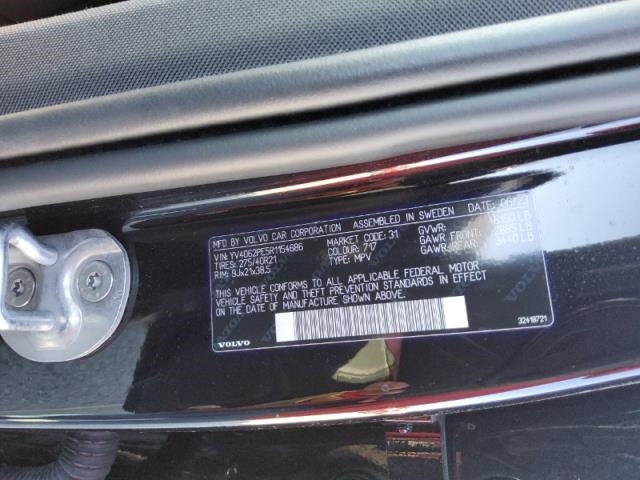 MFD BY VOLVO CAR CORPORATION ASSEMBLED IN SWEDEN DATE:
VIN:YV4062PE5R1154686 MARKET CODE: 31 GVWR: LB
TIRES: 275/40R21 COLOUR: 717 GAWR FRONT: LB
RIM: 9Jx21x38.5 TYPE: MPV GAWR REAR: 3440 LB
THIS VEHICLE CONFORMS TO ALL APPLICABLE FEDERAL MOTOR
VEHICLE SAFETY AND THEFT PREVENTION STANDARDS IN EFFECT
ON THE DATE OF MANUFACTURE SHOWN ABOVE.
VOLVO
32418721